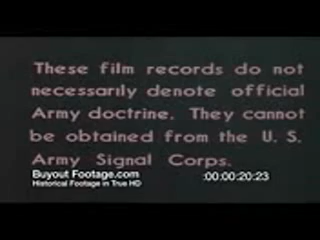 These film records do not
necessarily denote official
Army doctrine. They cannot
be obtained from the U. S.
Army Signal Corps.
Buyout Footage.com
Historical Footage in True HD
:00:00:20:23